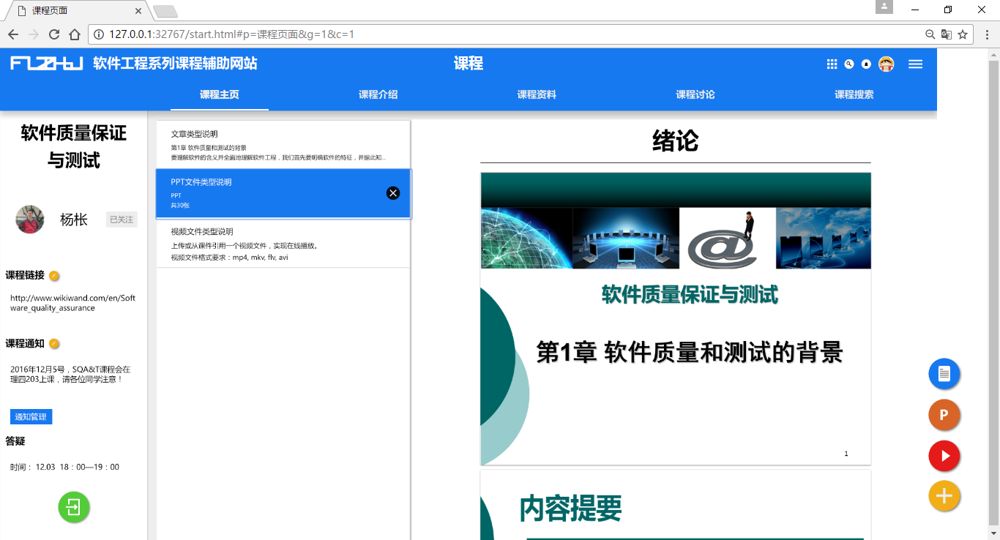 课程页面
127.0.0.1:32767/start.html#p=课程页面&g=1&c=1
软件工程系列课程辅助网站
课程
课程主页
课程介绍
课程资料
课程讨论
课程搜索
软件质量保证
与测试
杨枨
已关注
课程链接
http://www.wikiwand.com/en/Soft
ware_quality_assurance
课程通知
2016年12月5号，SQA&T课程会在
理四203上课，请各位同学注意！
通知管理
答疑
时间： 12.03 18：00—19：00
文章类型说明
第1章 软件质量和测试的背景
要理解软件的含义并全面地理解软件工程，我们首先要明确软件的特征，并据此知...
PPT文件类型说明
PPT
共30张
视频文件类型说明
上传或从课件引用一个视频文件，实现在线播放。
视频文件格式要求：mp4, mkv, flv, avi
绪论
软件质量保证与测试
第1章 软件质量和测试的背景
1
内容提要
P